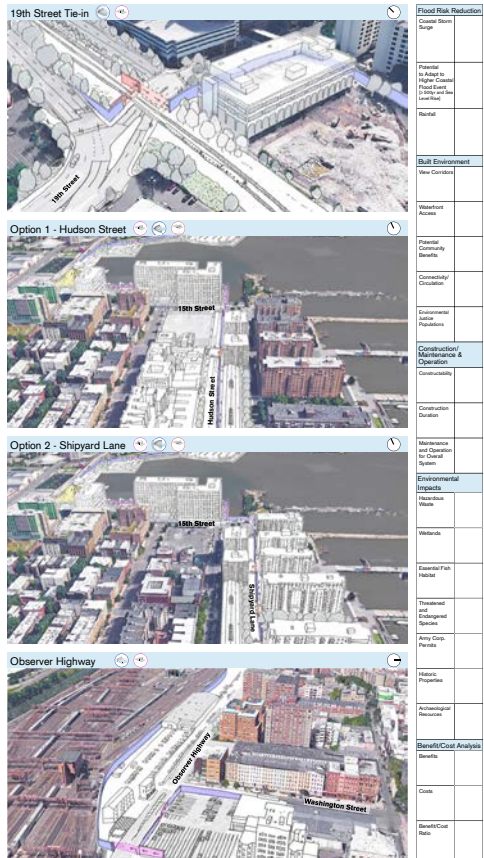 19th Street Tie-in
19th Street
Option 1 - Hudson Street
15th Street
Hudson Street
Option 2 - Shipyard Lane
15th Street
Shipyard Lane
Observer Highway
Observer Highway
Washington Street
Flood Risk Reduction
Coastal Storm
Surge
Potential
to Adapt to
Higher Coastal
Flood Event
(≥ 500yr and Sea
Level Rise)
Rainfall
Built Environment
View Corridors
Waterfront
Access
Potential
Community
Benefits
Connectivity/
Circulation
Environmental
Justice
Populations
Construction/
Maintenance &
Operation
Constructability
Construction
Duration
Maintenance
and Operation
for Overall
System
Environmental
Impacts
Hazardous
Waste
Wetlands
Essential Fish
Habitat
Threatened
and
Endangered
Species
Army Corp.
Permits
Historic
Properties
Archaeological
Resources
Benefit/Cost Analysis
Benefits
Costs
Benefit/Cost
Ratio